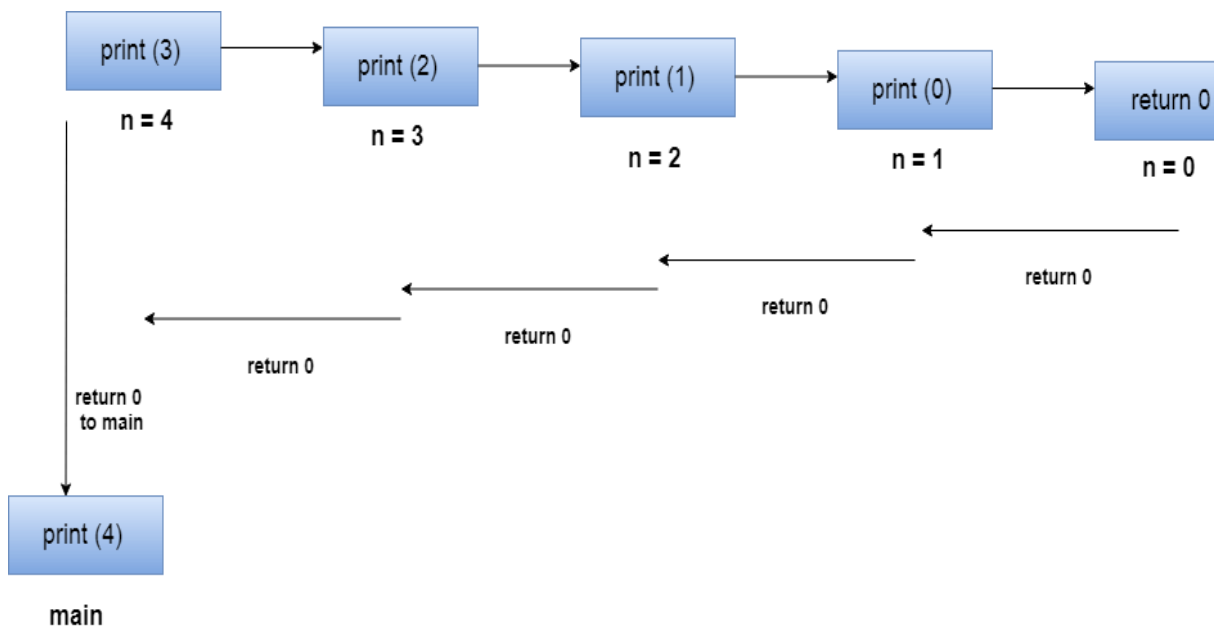 print (3)
print (2)
print (1)
print (0)
return 0
n = 4
n = 3
n = 2
n = 1
n = 0
return 0
return 0
return 0
return 0
return 0
to main
print (4)
main